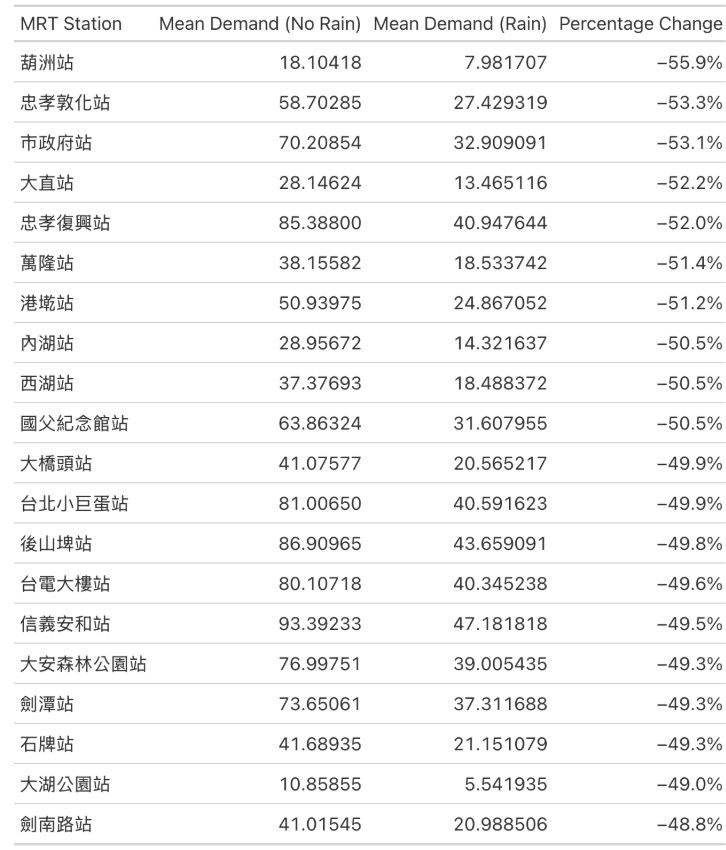 MRT Station Mean Demand (No Rain) Mean Demand (Rain) Percentage Change
葫洲站 18.10418 7.981707 −55.9%
忠孝敦化站 58.70285 27.429319 −53.3%
市政府站 70.20854 32.909091 −53.1%
大直站 28.14624 13.465116 −52.2%
忠孝復興站 85.38800 40.947644 −52.0%
萬隆站 38.15582 18.533742 −51.4%
港墘站 50.93975 24.867052 −51.2%
內湖站 28.95672 14.321637 −50.5%
西湖站 37.37693 18.488372 −50.5%
國父紀念館站 63.86324 31.607955 −50.5%
大橋頭站 41.07577 20.565217 −49.9%
台北小巨蛋站 81.00650 40.591623 −49.9%
後山埤站 86.90965 43.659091 −49.8%
台電大樓站 80.10718 40.345238 −49.6%
信義安和站 93.39233 47.181818 −49.5%
大安森林公園站 76.99751 39.005435 −49.3%
劍潭站 73.65061 37.311688 −49.3%
石牌站 41.68935 21.151079 −49.3%
大湖公園站 10.85855 5.541935 −49.0%
劍南路站 41.01545 20.988506 −48.8%